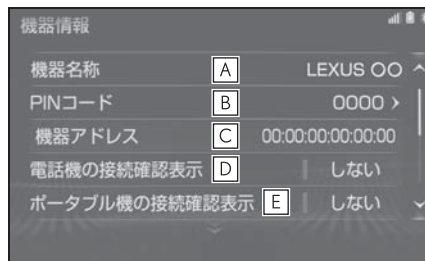 機器情報
機器名称 A LEXUS ○○
PINコード B 0000 >
機器アドレス C 00:00:00:00:00:00
電話機の接続確認表示 D しない
ポータブル機の接続確認表示 E しない